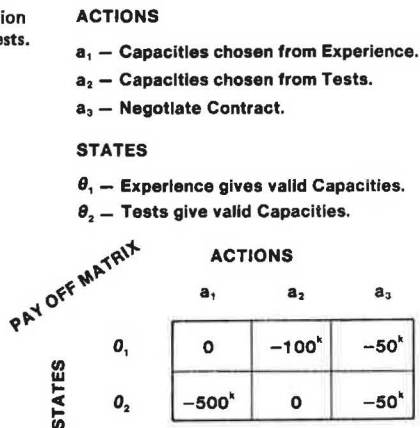 ion
ests.
ACTIONS
a₁ — Capacities chosen from Experience.
a₂ — Capacities chosen from Tests.
a₃ — Negotiate Contract.
STATES
θ₁ — Experience gives valid Capacities.
θ₂ — Tests give valid Capacities.
PAY OFF MATRIX
ACTIONS
a₁ a₂ a₃
STATES
θ₁ 0 −100ᵏ −50ᵏ
θ₂ −500ᵏ 0 −50ᵏ